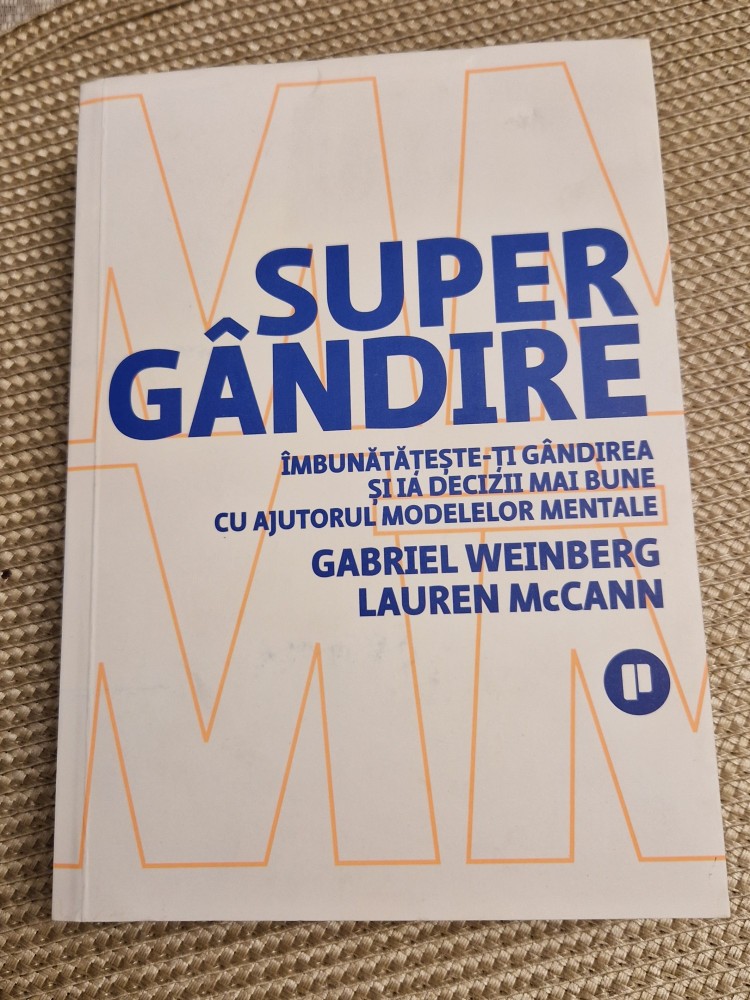 SUPER
GÂNDIRE
ÎMBUNĂTĂȚEȘTE-ȚI GÂNDIREA
ȘI IA DECIZII MAI BUNE
CU AJUTORUL MODELELOR MENTALE
GABRIEL WEINBERG
LAUREN McCANN